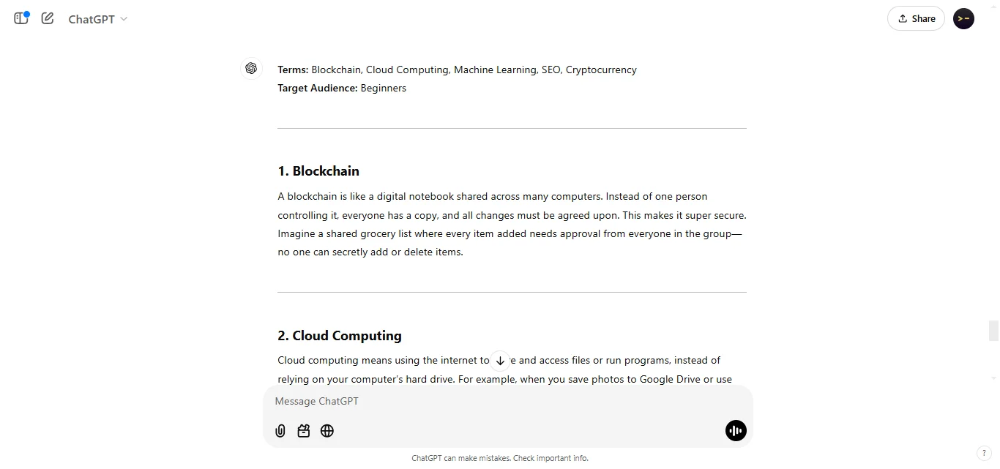 ChatGPT
Share
Terms: Blockchain, Cloud Computing, Machine Learning, SEO, Cryptocurrency
Target Audience: Beginners
1. Blockchain
A blockchain is like a digital notebook shared across many computers. Instead of one person
controlling it, everyone has a copy, and all changes must be agreed upon. This makes it super secure.
Imagine a shared grocery list where every item added needs approval from everyone in the group—
no one can secretly add or delete items.
2. Cloud Computing
Cloud computing means using the internet to and access files or run programs, instead of
relying on your computer’s hard drive. For example, when you save photos to Google Drive or use
Message ChatGPT
ChatGPT can make mistakes. Check important info.
?